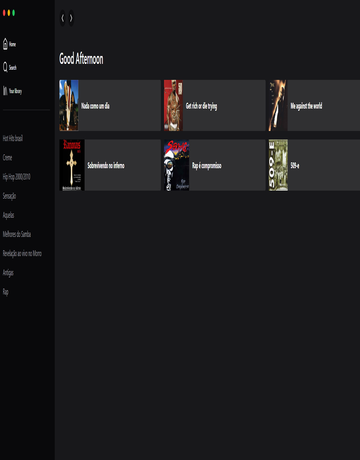 Home
Search
Your library
Hot Hits brasil
Creme
Hip Hop 2000/2010
Sensação
Aquelas
Melhores do Samba
Revelação ao vivo no Morro
Antigas
Rap
Good Afternoon
Nada como um dia
Get rich or die trying
Me against the world
Sobrevivendo no inferno
Rap é compromisso
509-e
509-E